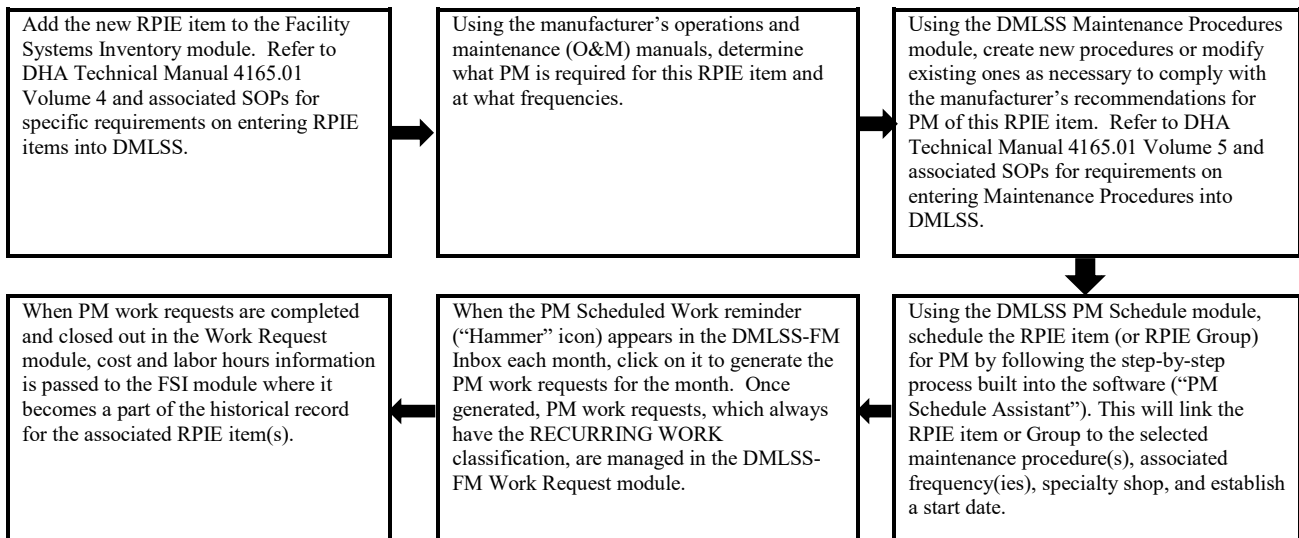 Add the new RPIE item to the Facility
Systems Inventory module.  Refer to
DHA Technical Manual 4165.01
Volume 4 and associated SOPs for
specific requirements on entering RPIE
items into DMLSS.
Using the manufacturer’s operations and
maintenance (O&M) manuals, determine
what PM is required for this RPIE item and
at what frequencies.
Using the DMLSS Maintenance Procedures
module, create new procedures or modify
existing ones as necessary to comply with
the manufacturer’s recommendations for
PM of this RPIE item.  Refer to DHA
Technical Manual 4165.01 Volume 5 and
associated SOPs for requirements on
entering Maintenance Procedures into
DMLSS.
Using the DMLSS PM Schedule module,
schedule the RPIE item (or RPIE Group)
for PM by following the step-by-step
process built into the software (“PM
Schedule Assistant”). This will link the
RPIE item or Group to the selected
maintenance procedure(s), associated
frequency(ies), specialty shop, and establish
a start date.
When the PM Scheduled Work reminder
(“Hammer” icon) appears in the DMLSS-FM
Inbox each month, click on it to generate the
PM work requests for the month.  Once
generated, PM work requests, which always
have the RECURRING WORK
classification, are managed in the DMLSS-
FM Work Request module.
When PM work requests are completed
and closed out in the Work Request
module, cost and labor hours information
is passed to the FSI module where it
becomes a part of the historical record
for the associated RPIE item(s).